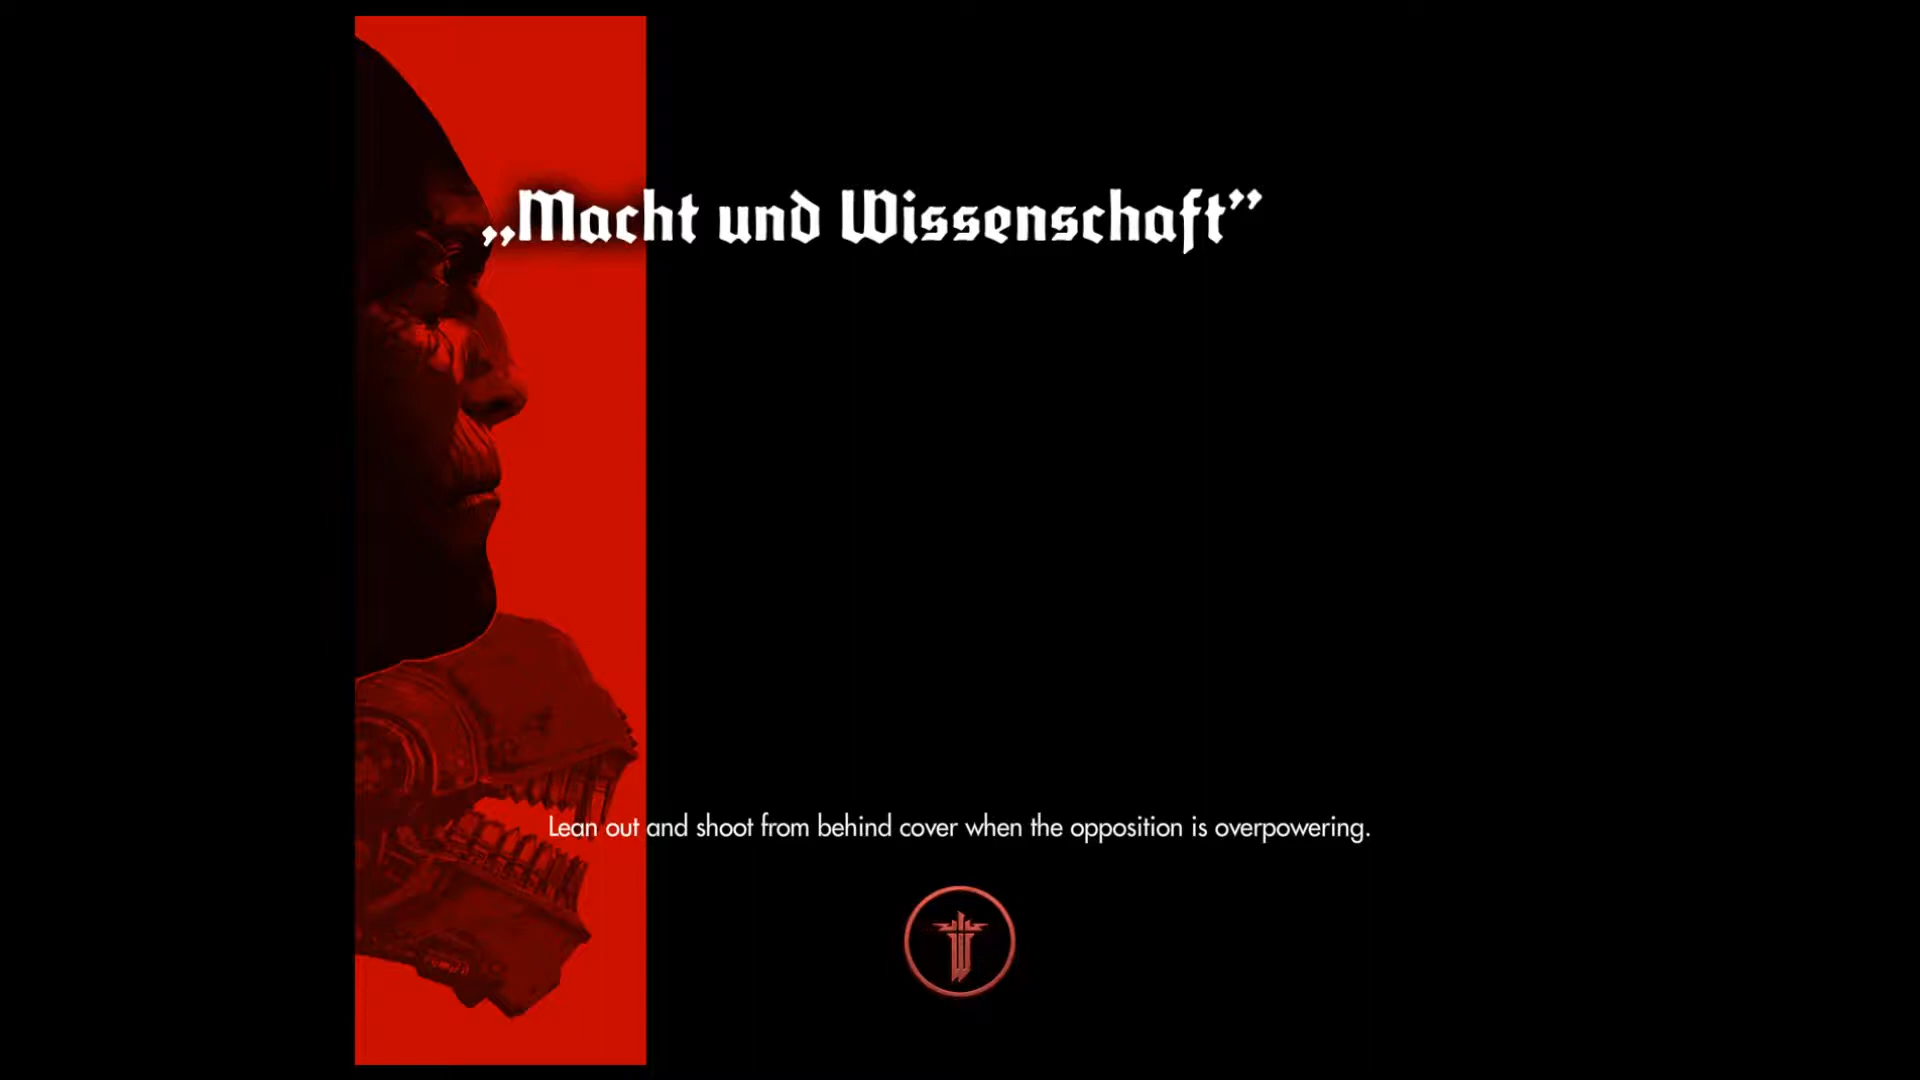 „Macht und Wissenschaft”
Lean out and shoot from behind cover when the opposition is overpowering.